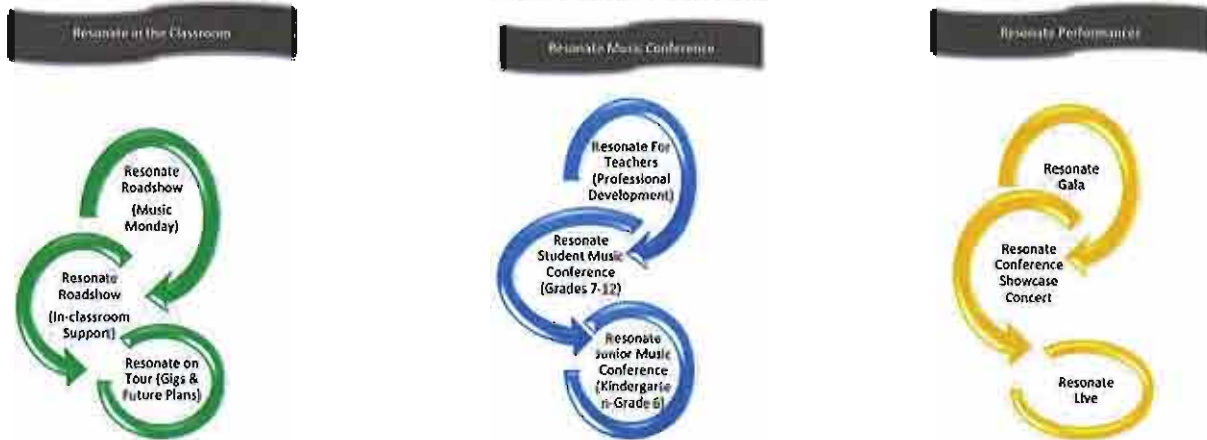 Resonate in the Classroom
Resonate
Roadshow
(Music
Monday)
Resonate
Roadshow
(In-classroom
Support)
Resonate on
Tour (Gigs &
Future Plans)
Resonate Music Conference
Resonate For
Teachers
(Professional
Development)
Resonate
Student Music
Conference
(Grades 7-12)
Resonate
Junior Music
Conference
(Kindergarte
n-Grade 6)
Resonate Performances
Resonate
Gala
Resonate
Conference
Showcase
Concert
Resonate
Live